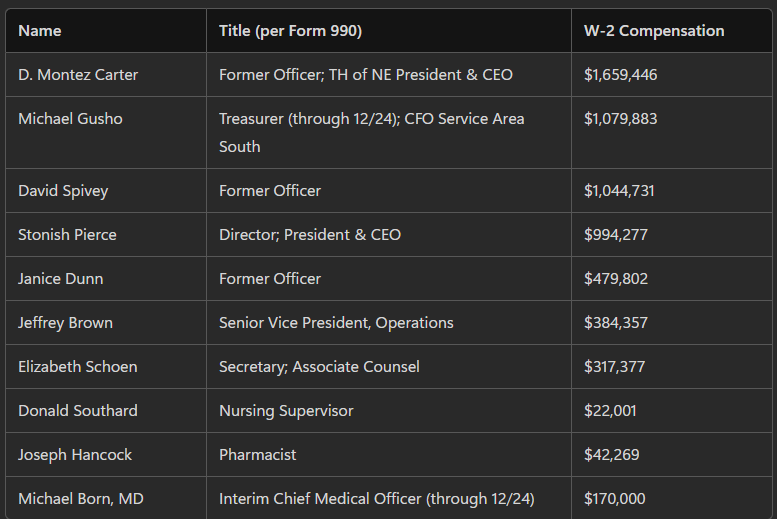 Name Title (per Form 990) W-2 Compensation
D. Montez Carter Former Officer; TH of NE President & CEO $1,659,446
Michael Gusho Treasurer (through 12/24); CFO Service Area $1,079,883
South
David Spivey Former Officer $1,044,731
Stonish Pierce Director; President & CEO $994,277
Janice Dunn Former Officer $479,802
Jeffrey Brown Senior Vice President, Operations $384,357
Elizabeth Schoen Secretary; Associate Counsel $317,377
Donald Southard Nursing Supervisor $22,001
Joseph Hancock Pharmacist $42,269
Michael Born, MD Interim Chief Medical Officer (through 12/24) $170,000